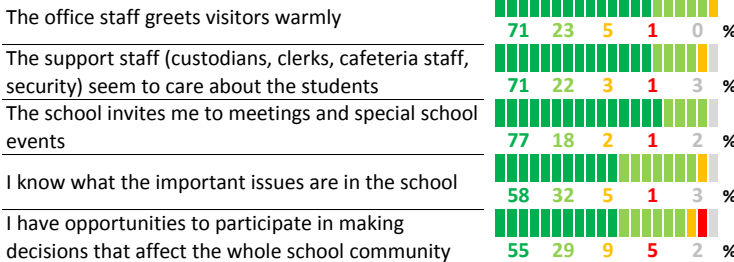 The office staff greets visitors warmly
71 23 5 1 0 %
The support staff (custodians, clerks, cafeteria staff,
security) seem to care about the students
71 22 3 1 3 %
The school invites me to meetings and special school
events
77 18 2 1 2 %
I know what the important issues are in the school
58 32 5 1 3 %
I have opportunities to participate in making
decisions that affect the whole school community
55 29 9 5 2 %